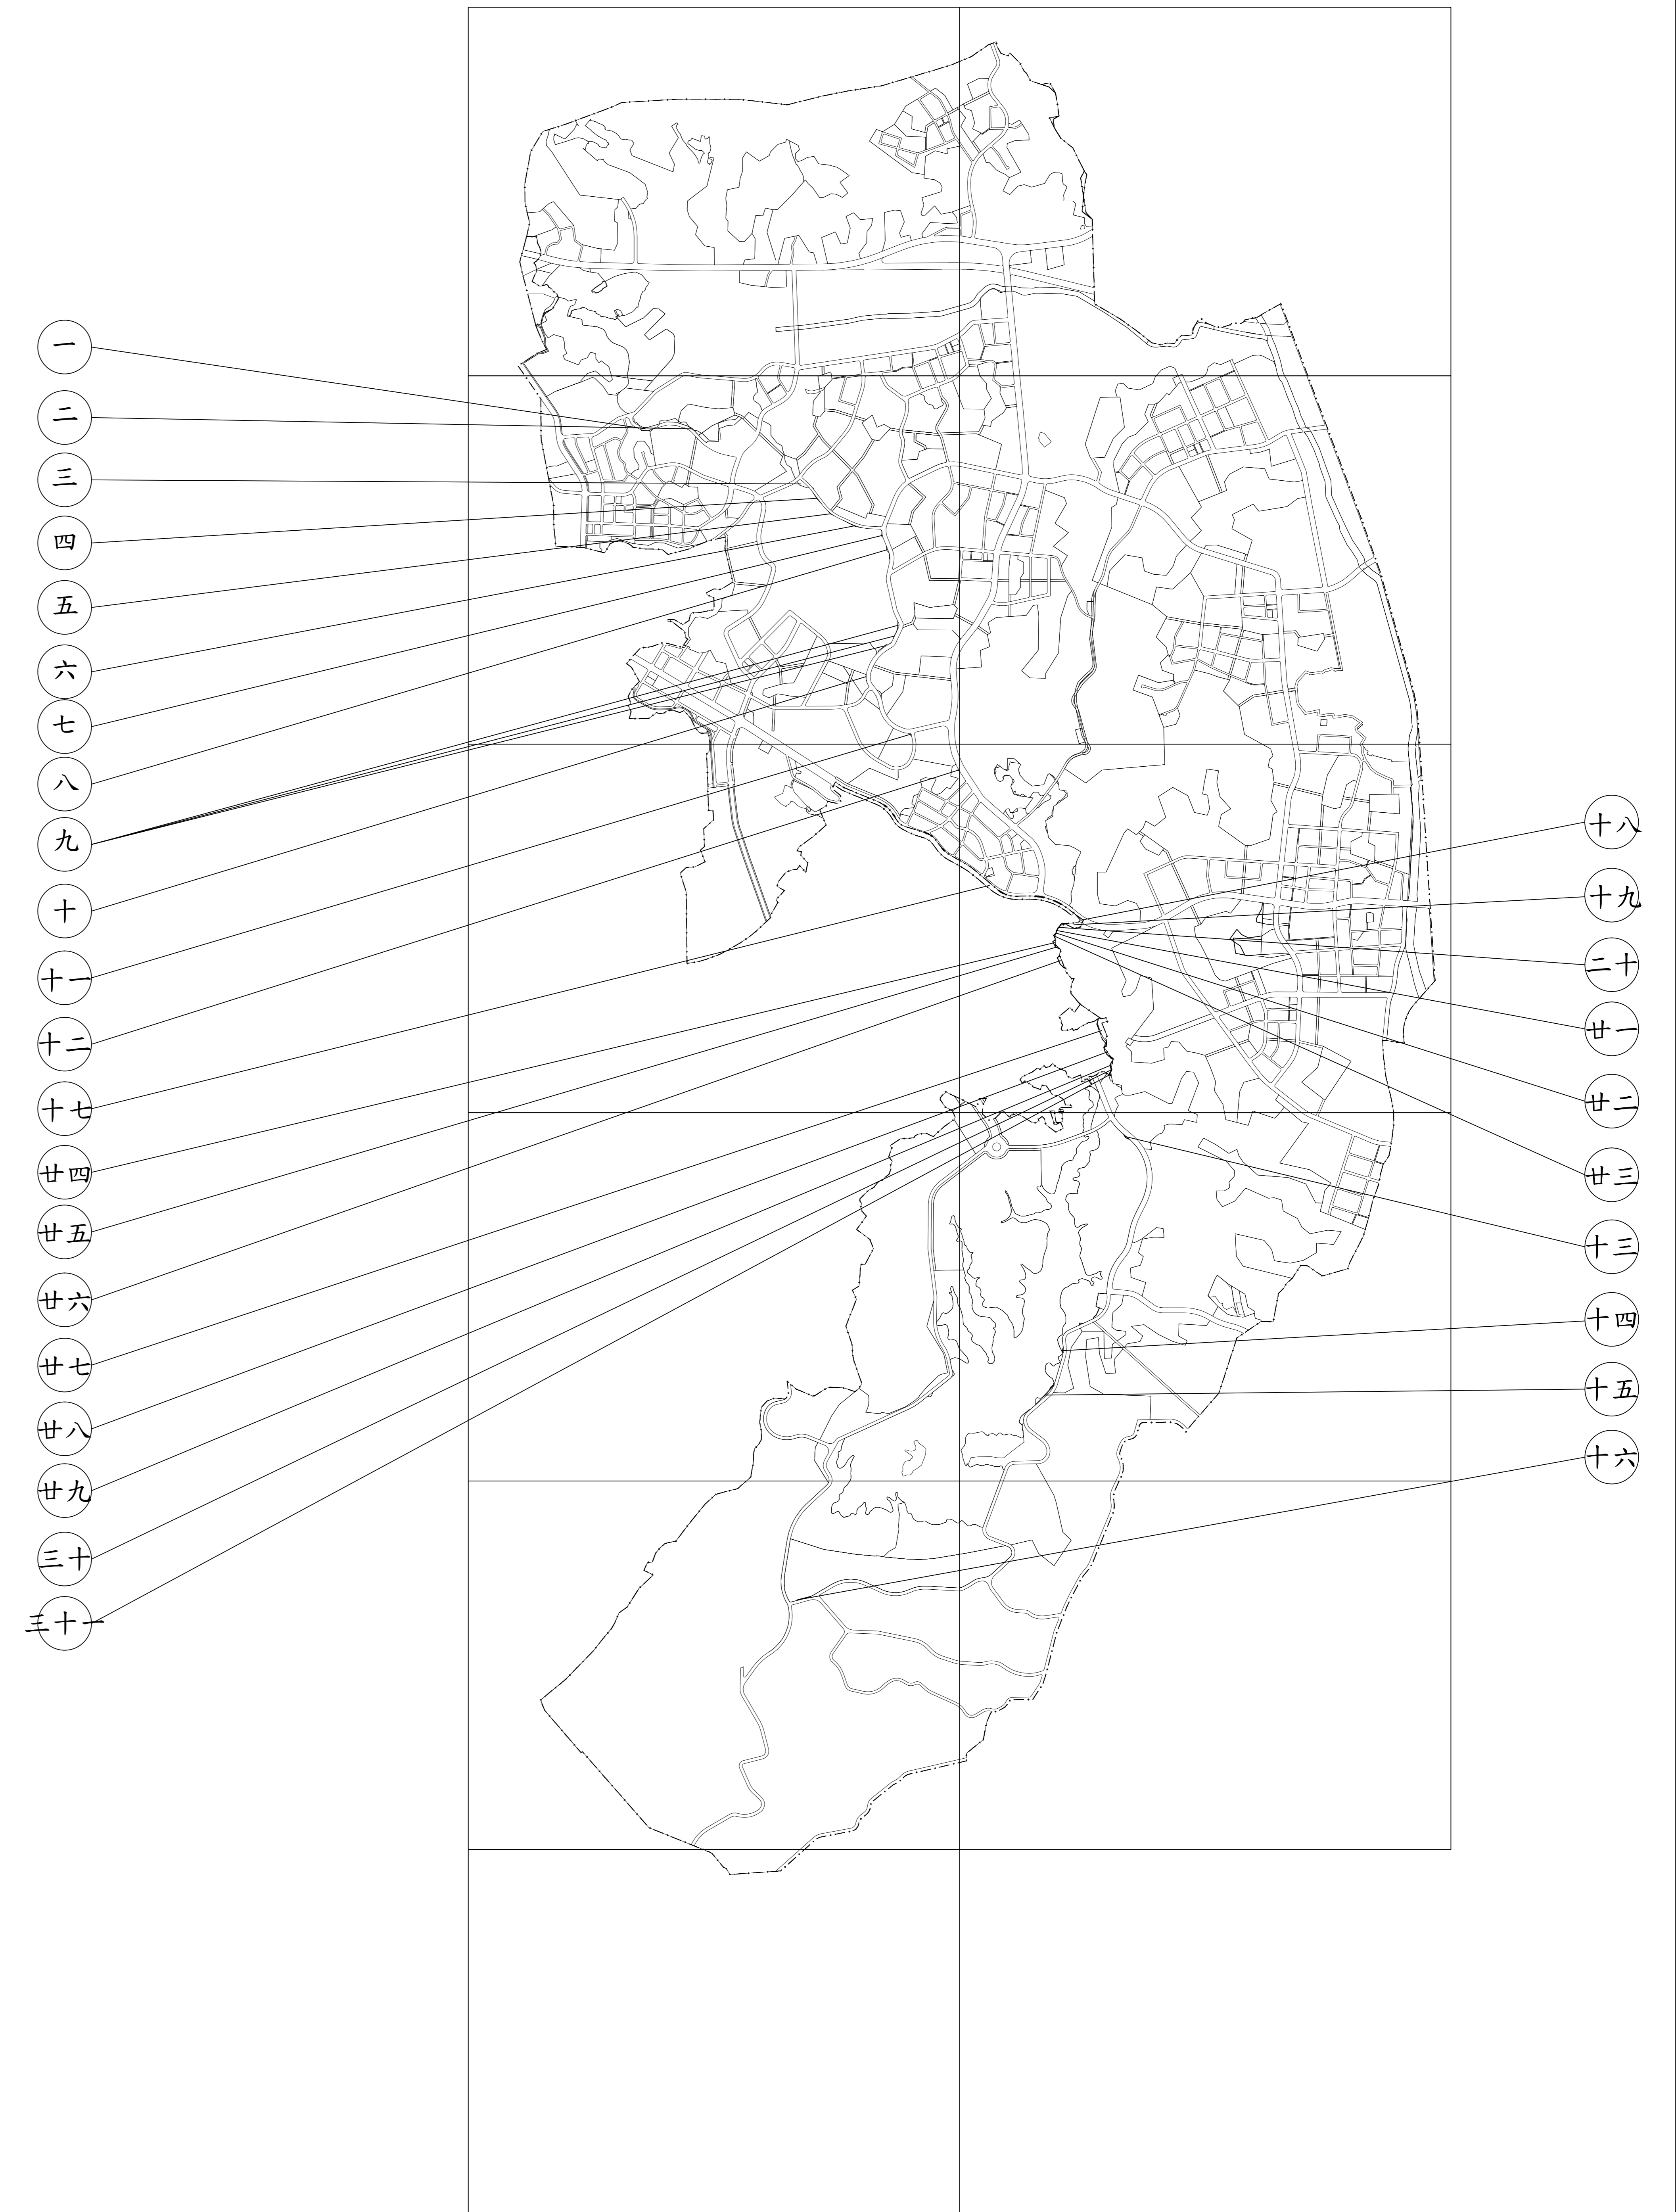 一
二
三
四
五
六
七
八
九
十
十一
十二
十七
廿四
廿五
廿六
廿七
廿八
廿九
三十
三十一
十八
十九
二十
廿一
廿二
廿三
十三
十四
十五
十六